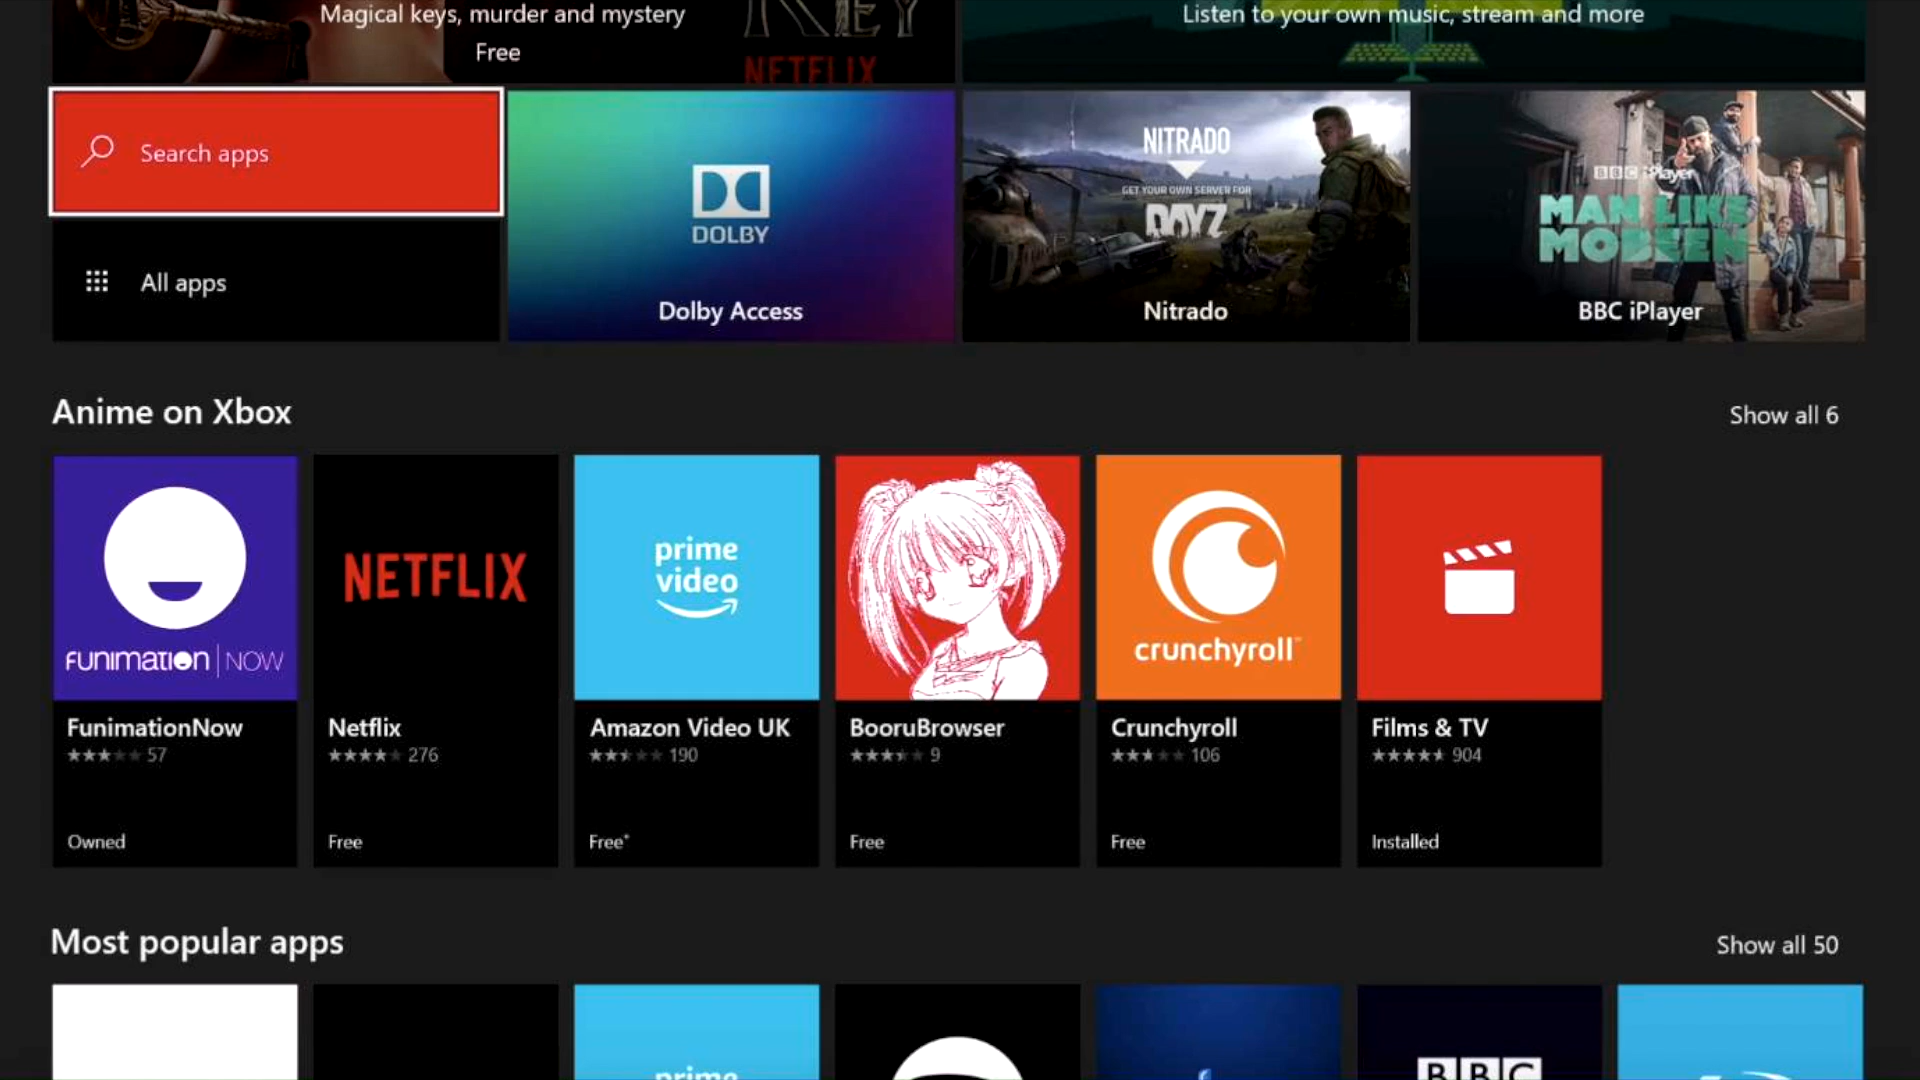 Magical keys, murder and mystery
Free
KEY
NETFLIX
Listen to your own music, stream and more
Search apps
All apps
DOLBY
Dolby Access
NITRADO
GET YOUR OWN SERVER FOR
DAYZ
Nitrado
BBC iPlayer
MAN LIKE
MOBEEN
BBC iPlayer
Anime on Xbox
Show all 6
FUNIMATION | NOW
NETFLIX
prime
video
crunchyroll
FunimationNow
57
Owned
Netflix
276
Free
Amazon Video UK
190
Free*
BooruBrowser
9
Free
Crunchyroll
106
Free
Films & TV
904
Installed
Most popular apps
Show all 50
prime
BBC